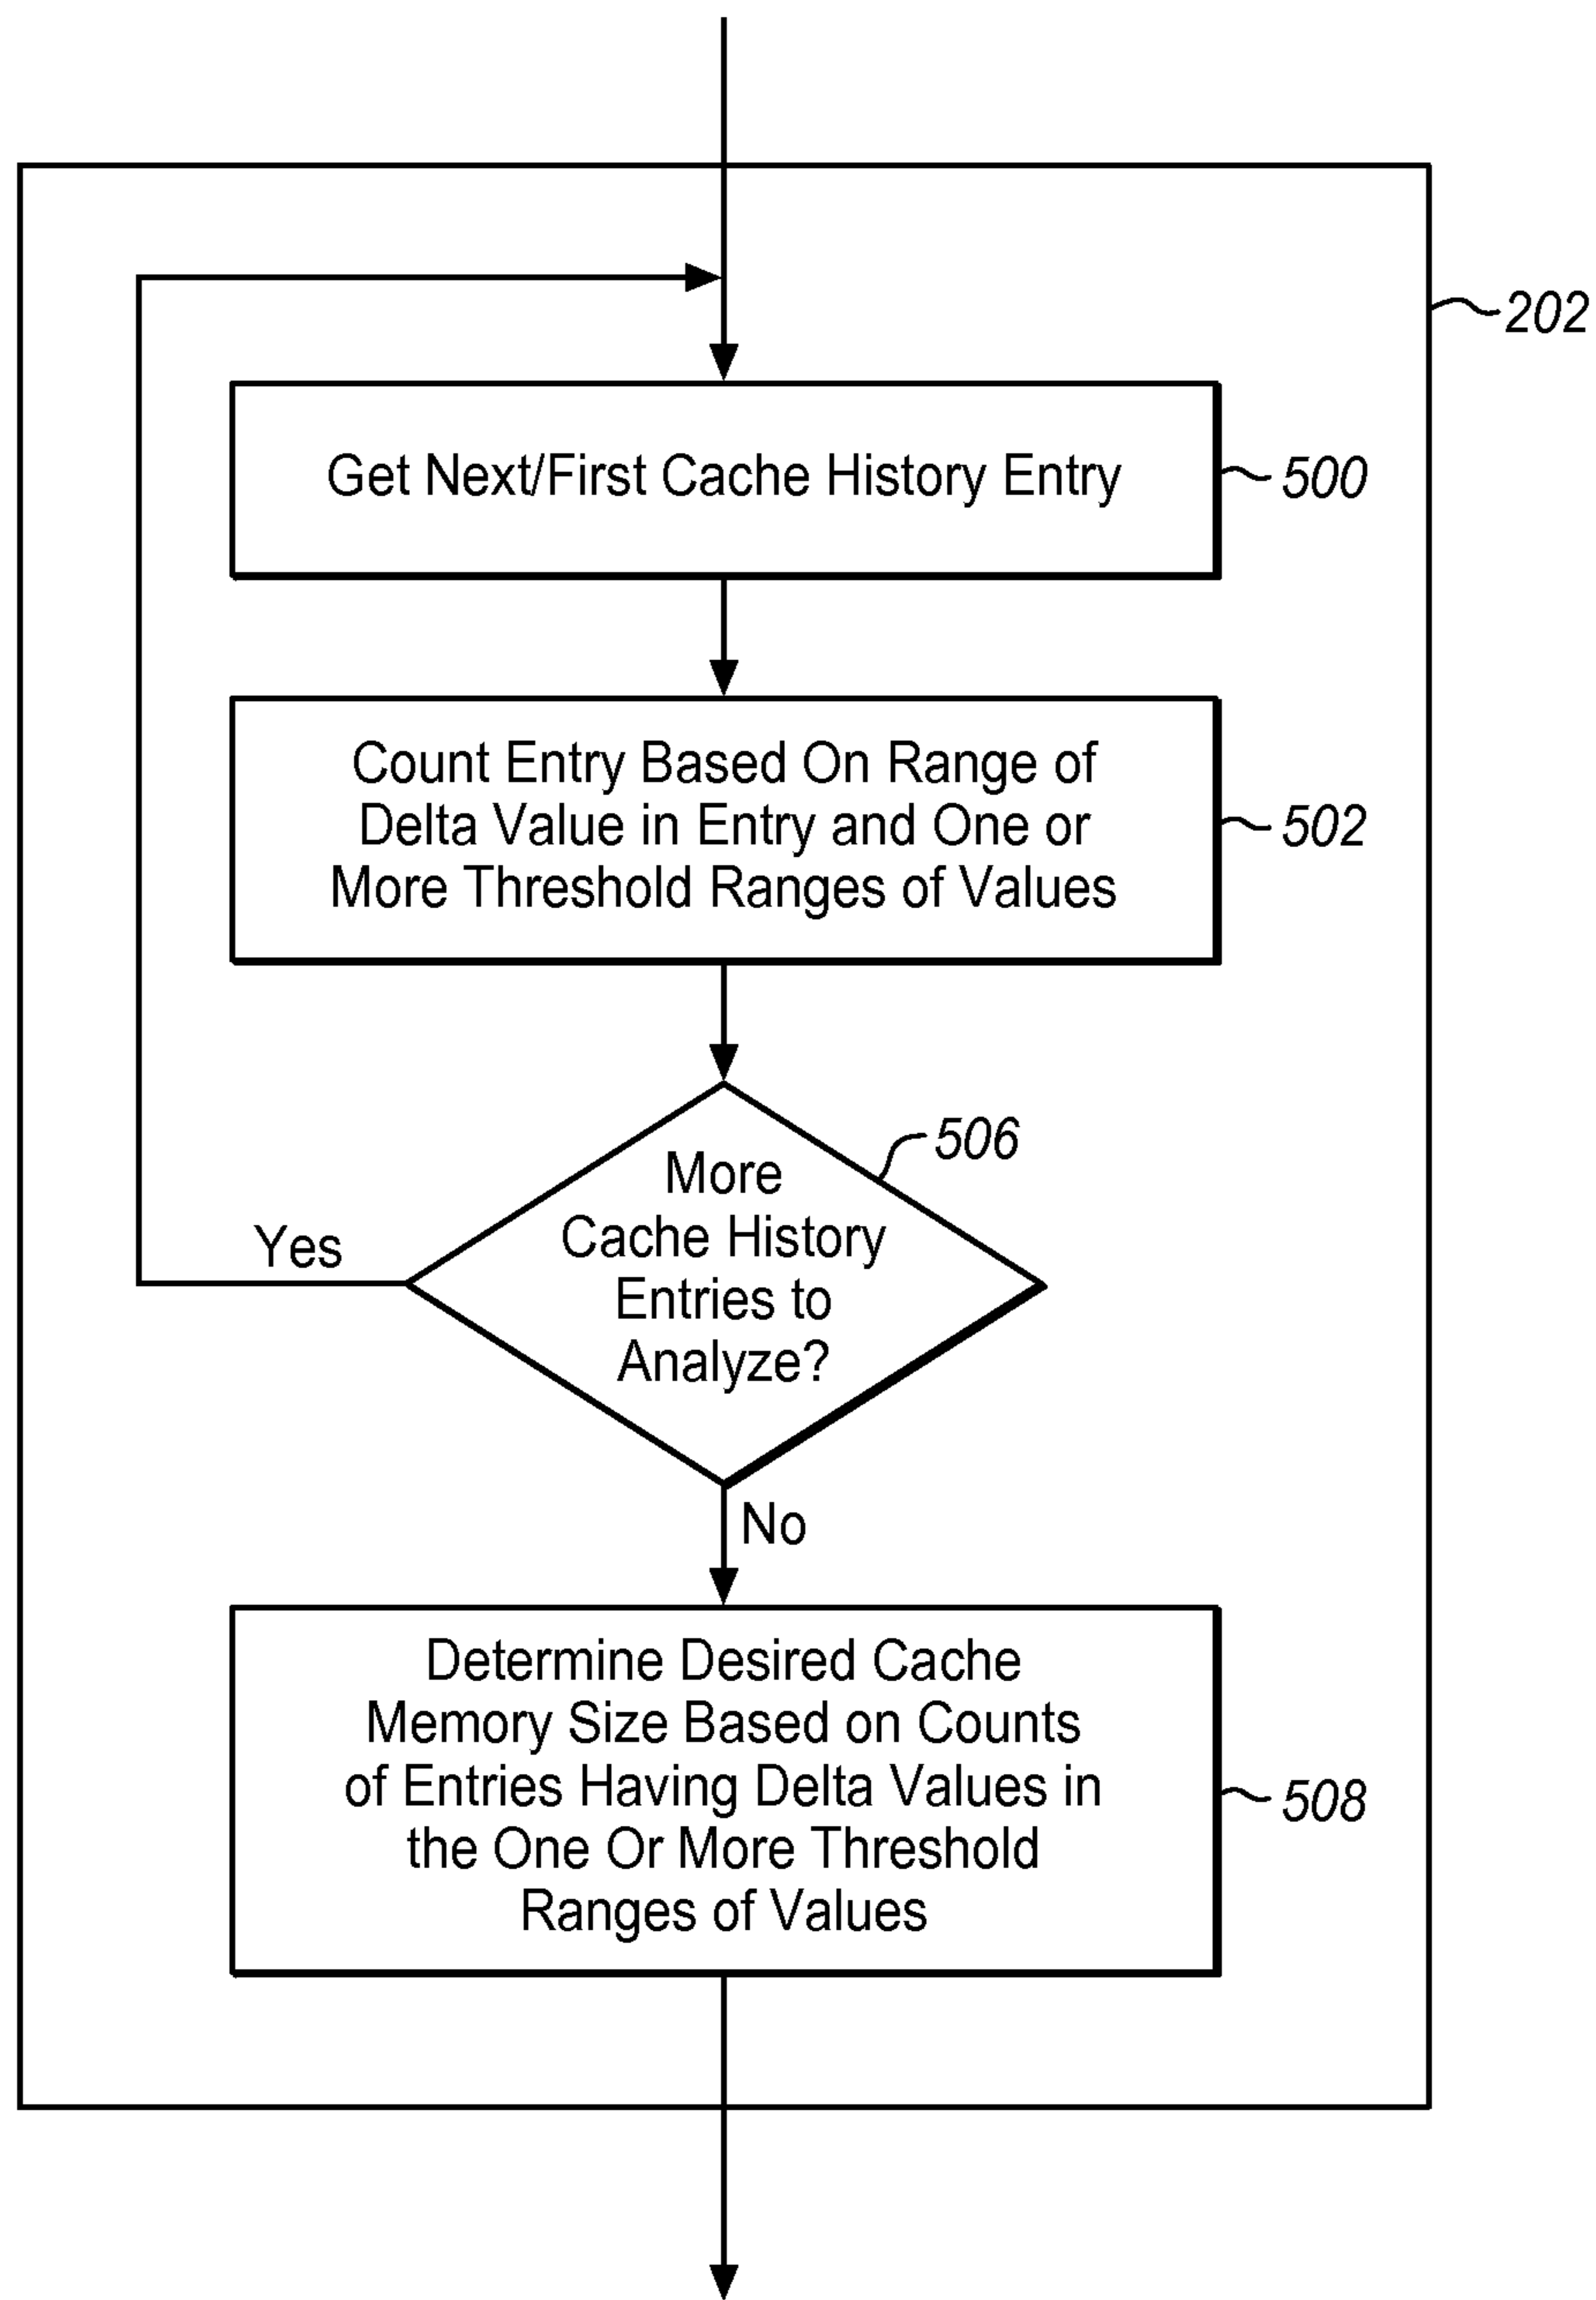 202
Get Next/First Cache History Entry
500
Count Entry Based On Range of
Delta Value in Entry and One or
More Threshold Ranges of Values
502
506
More
Cache History
Entries to
Analyze?
Yes
No
Determine Desired Cache
Memory Size Based on Counts
of Entries Having Delta Values in
the One Or More Threshold
Ranges of Values
508